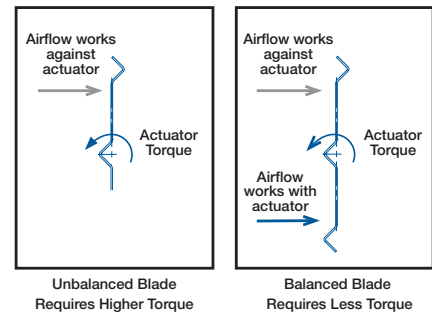 Airflow works
against
actuator
Actuator
Torque
Unbalanced Blade
Requires Higher Torque
Airflow works
against
actuator
Actuator
Torque
Airflow
works with
actuator
Balanced Blade
Requires Less Torque